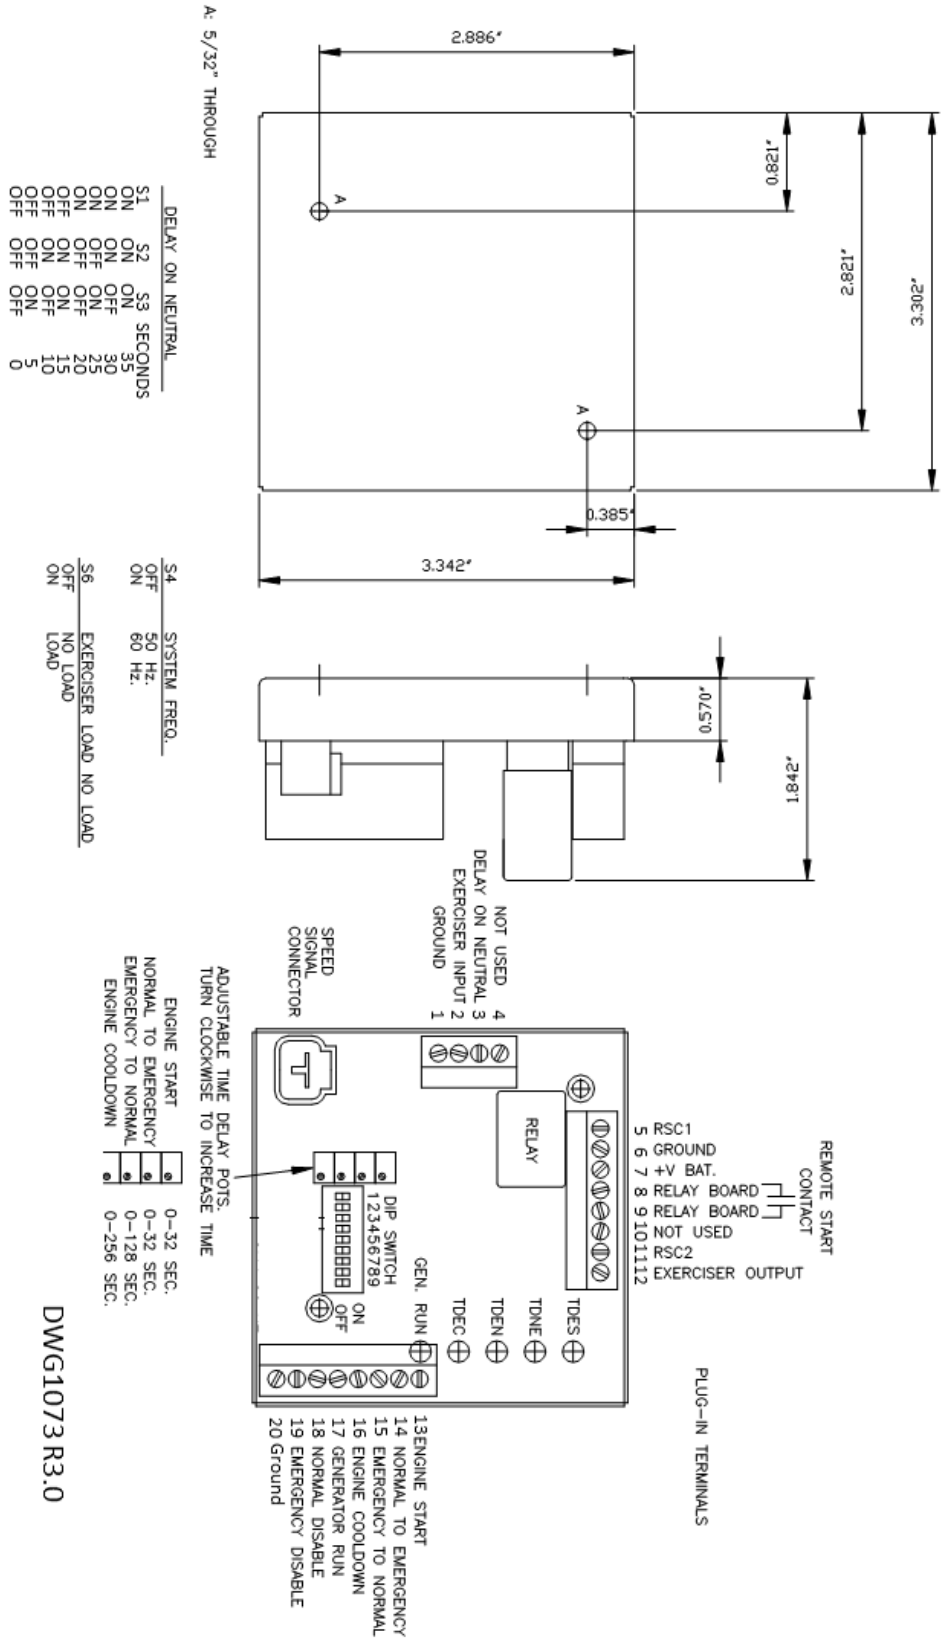 2.886"
A: 5/32" THROUGH
0.821"
2.821"
3.302"
A
A
0.385"
3.342"
DELAY ON NEUTRAL
S1 S2 S3 SECONDS
ON ON ON 35
ON ON OFF 30
ON OFF ON 25
ON OFF OFF 20
OFF ON ON 15
OFF ON OFF 10
OFF OFF ON 5
OFF OFF OFF 0
S4 SYSTEM FREQ.
OFF 50 Hz.
ON 60 Hz.
S6 EXERCISER LOAD NO LOAD
OFF NO LOAD
ON LOAD
0.570"
1.842"
NOT USED 4
DELAY ON NEUTRAL 3
EXERCISER INPUT 2
GROUND 1
SPEED
SIGNAL
CONNECTOR
RELAY
REMOTE START
CONTACT
5 RSC1
6 GROUND
7 +V BAT.
8 RELAY BOARD
9 RELAY BOARD
10 NOT USED
11 RSC2
12 EXERCISER OUTPUT
PLUG-IN TERMINALS
TDES
TDNE
TDEN
TDEC
GEN. RUN
DIP SWITCH
123456789
ON
OFF
ADJUSTABLE TIME DELAY POTS.
TURN CLOCKWISE TO INCREASE TIME
ENGINE START 0-32 SEC.
NORMAL TO EMERGENCY 0-32 SEC.
EMERGENCY TO NORMAL 0-128 SEC.
ENGINE COOLDOWN 0-256 SEC.
13 ENGINE START
14 NORMAL TO EMERGENCY
15 EMERGENCY TO NORMAL
16 ENGINE COOLDOWN
17 GENERATOR RUN
18 NORMAL DISABLE
19 EMERGENCY DISABLE
20 Ground
DWG1073 R3.0